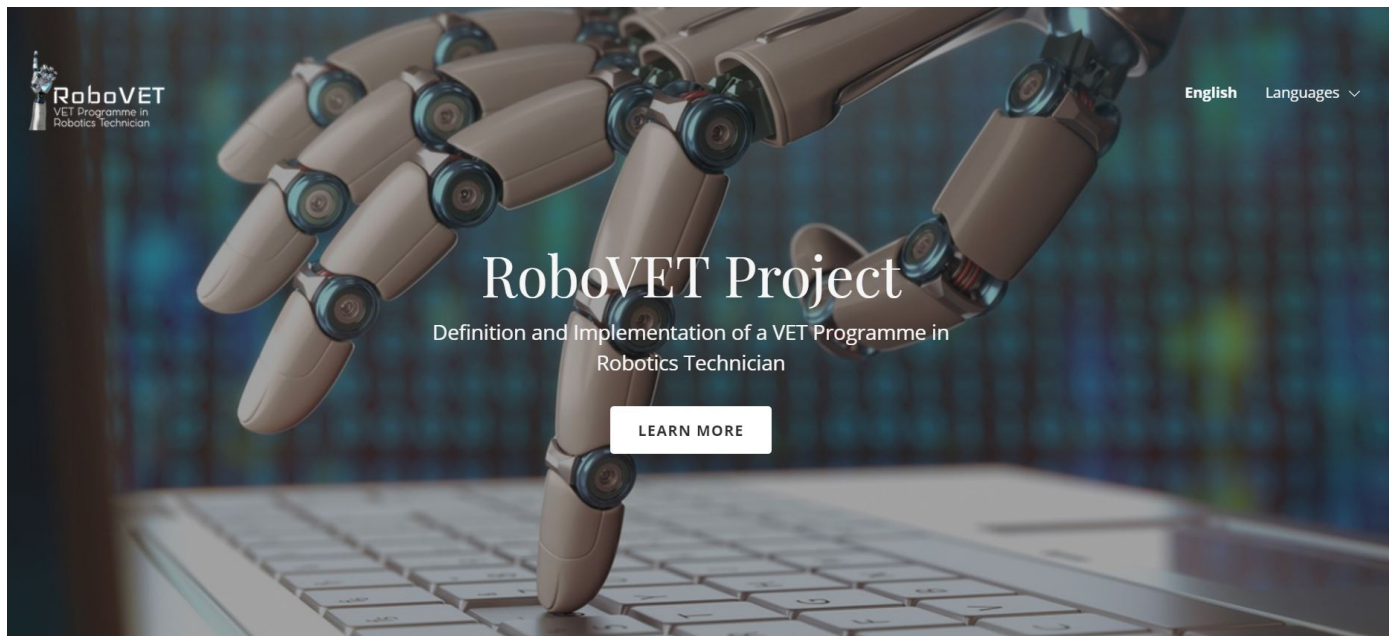 RoboVET
VET Programme in
Robotics Technician
English
Languages
RoboVET Project
Definition and Implementation of a VET Programme in
Robotics Technician
LEARN MORE